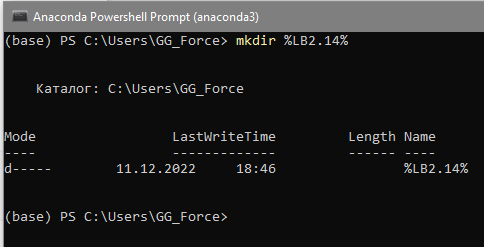 Anaconda Powershell Prompt (anaconda3)
(base) PS C:\Users\GG_Force> mkdir %LB2.14%
Каталог: C:\Users\GG_Force
Mode LastWriteTime Length Name
---- ------------- ------ ----
d----- 11.12.2022 18:46 %LB2.14%
(base) PS C:\Users\GG_Force>